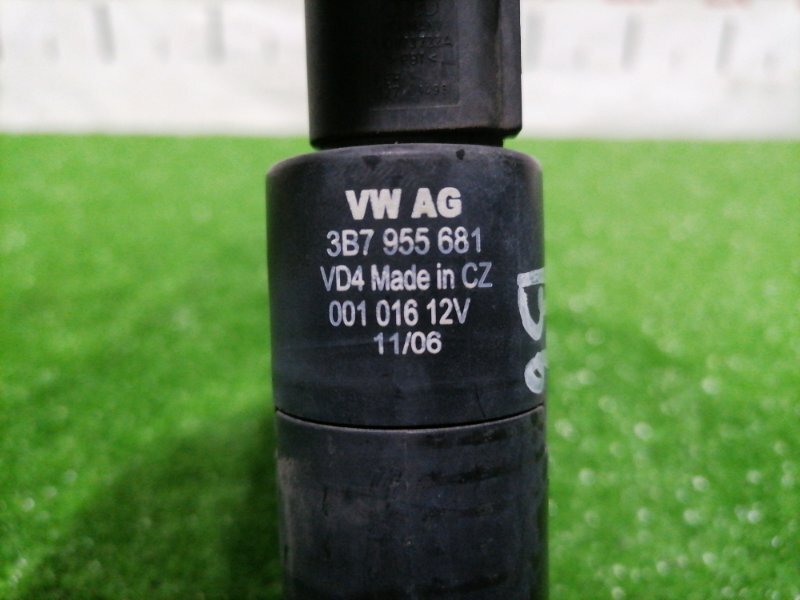 VW AG
3B7 955 681
VD4 Made in CZ
001 016 12V
11/06